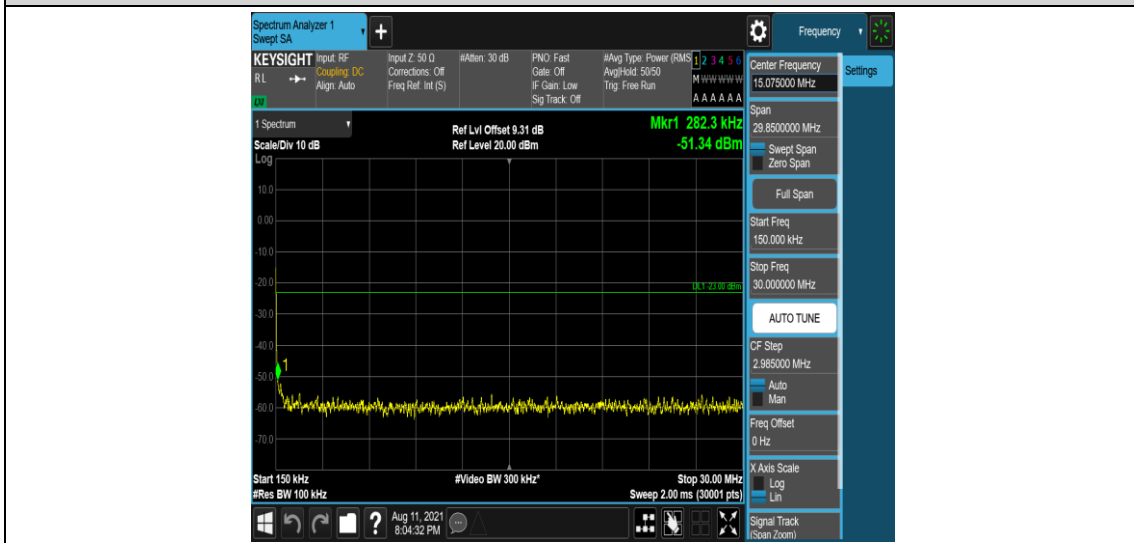 Spectrum Analyzer 1
Swept SA
+
Frequency
KEYSIGHT
RL
LXI
Input: RF
Coupling: DC
Align: Auto
Input Z: 50 Ω
Corrections: Off
Freq Ref: Int (S)
#Atten: 30 dB
PNO: Fast
Gate: Off
IF Gain: Low
Sig Track: Off
#Avg Type: Power (RMS
Avg|Hold: 50/50
Trig: Free Run
1 2 3 4 5 6
M W W W W W
A A A A A A
1 Spectrum
Scale/Div 10 dB
Ref Lvl Offset 9.31 dB
Ref Level 20.00 dBm
Mkr1 282.3 kHz
-51.34 dBm
Log
10.0
0.00
-10.0
-20.0
-30.0
-40.0
-50.0
-60.0
-70.0
DL1 -23.00 dBm
1
Start 150 kHz
#Video BW 300 kHz*
Stop 30.00 MHz
#Res BW 100 kHz
Sweep 2.00 ms (30001 pts)
?
Aug 11, 2021
8:04:32 PM
Center Frequency
15.075000 MHz
Settings
Span
29.8500000 MHz
Swept Span
Zero Span
Full Span
Start Freq
150.000 kHz
Stop Freq
30.000000 MHz
AUTO TUNE
CF Step
2.985000 MHz
Auto
Man
Freq Offset
0 Hz
X Axis Scale
Log
Lin
Signal Track
(Span Zoom)